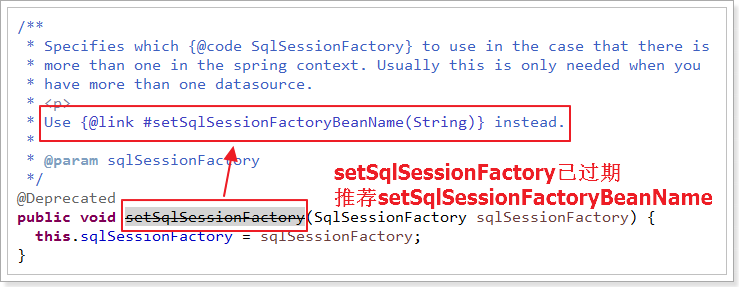 /**
* Specifies which {@code SqlSessionFactory} to use in the case that there is
* more than one in the spring context. Usually this is only needed when you
* have more than one datasource.
* <p>
* Use {@link #setSqlSessionFactoryBeanName(String)} instead.
*
* @param sqlSessionFactory
*/
@Deprecated
public void setSqlSessionFactory(SqlSessionFactory sqlSessionFactory) {
this.sqlSessionFactory = sqlSessionFactory;
}
setSqlSessionFactory已过期
推荐setSqlSessionFactoryBeanName